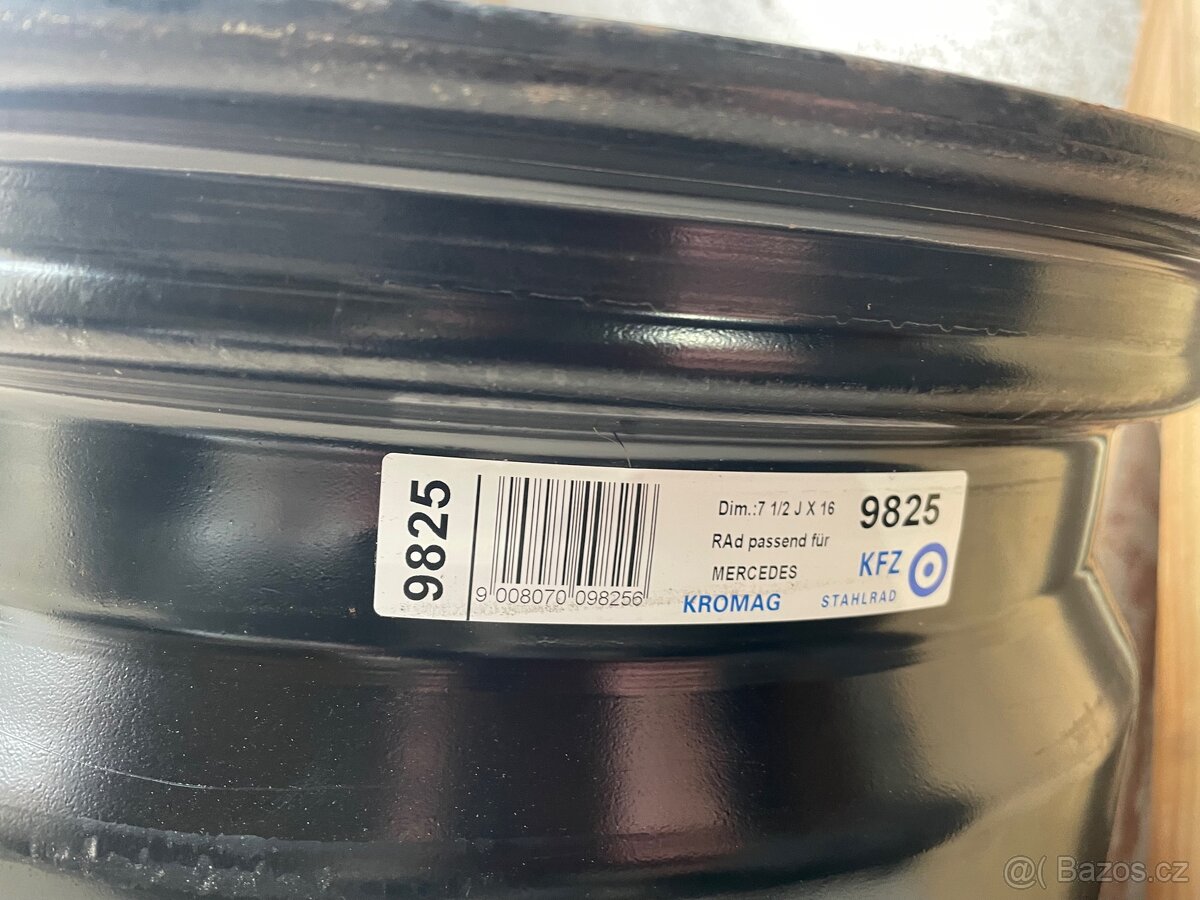 9825
9 008070 098256
Dim.:7 1/2 J X 16
RAd passend für
MERCEDES
KROMAG
9825
KFZ
STAHLRAD
@( Bazos.cz